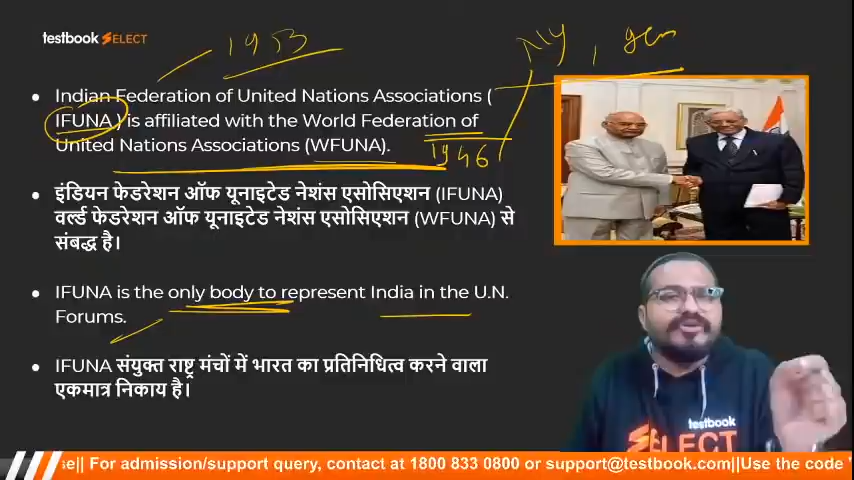 testbook SELECT
1953
NY, gen
Indian Federation of United Nations Associations (
IFUNA ) is affiliated with the World Federation of
United Nations Associations (WFUNA).
1946
इंडियन फेडरेशन ऑफ यूनाइटेड नेशंस एसोसिएशन (IFUNA)
वर्ल्ड फेडरेशन ऑफ यूनाइटेड नेशंस एसोसिएशन (WFUNA) से
संबद्ध है।
IFUNA is the only body to represent India in the U.N.
Forums.
IFUNA संयुक्त राष्ट्र मंचों में भारत का प्रतिनिधित्व करने वाला
एकमात्र निकाय है।
testbook
SELECT
se|| For admission/support query, contact at 1800 833 0800 or support@testbook.com||Use the code